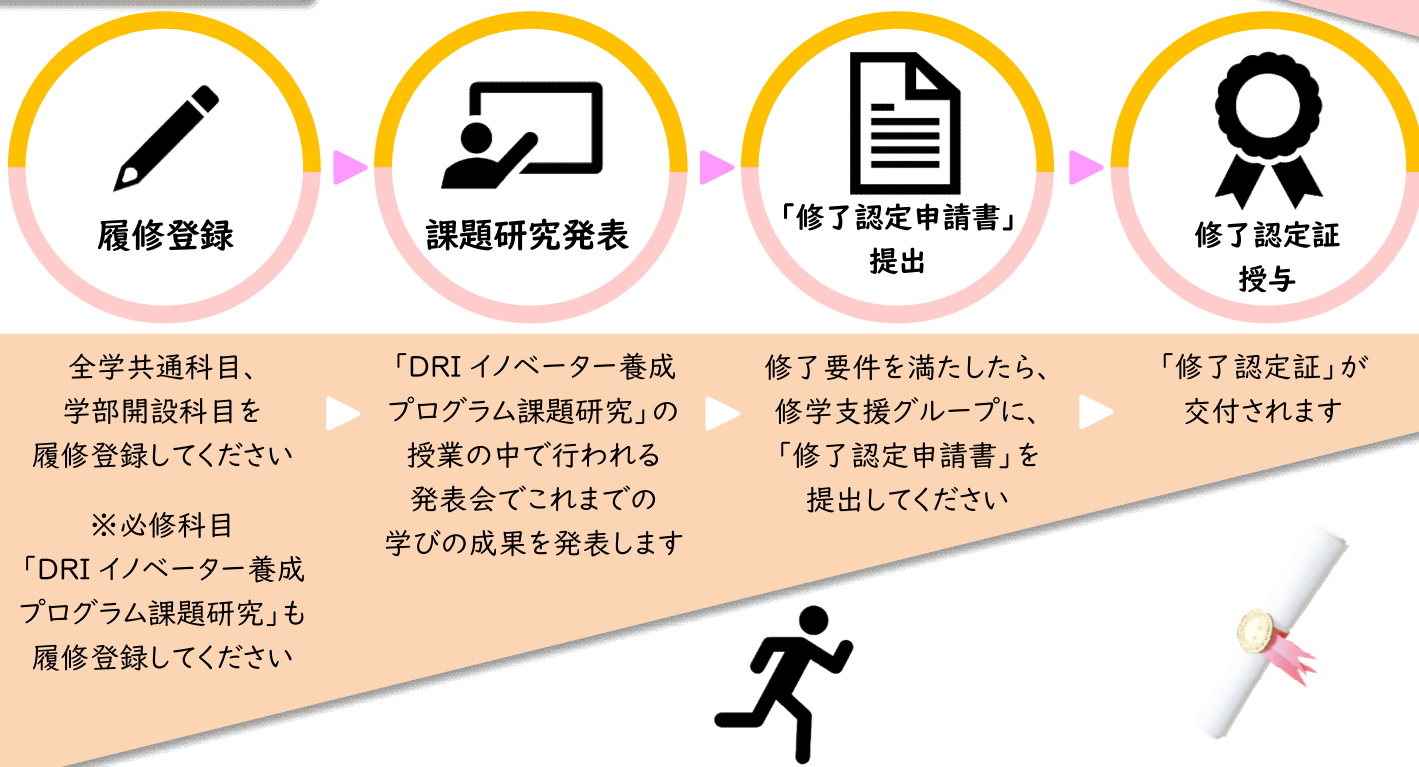 履修登録
課題研究発表
「修了認定申請書」
提出
修了認定証
授与
全学共通科目、
学部開設科目を
履修登録してください
※必修科目
「DRI イノベーター養成
プログラム課題研究」も
履修登録してください
「DRI イノベーター養成
プログラム課題研究」の
授業の中で行われる
発表会でこれまでの
学びの成果を発表します
修了要件を満たしたら、
修学支援グループに、
「修了認定申請書」を
提出してください
「修了認定証」が
交付されます